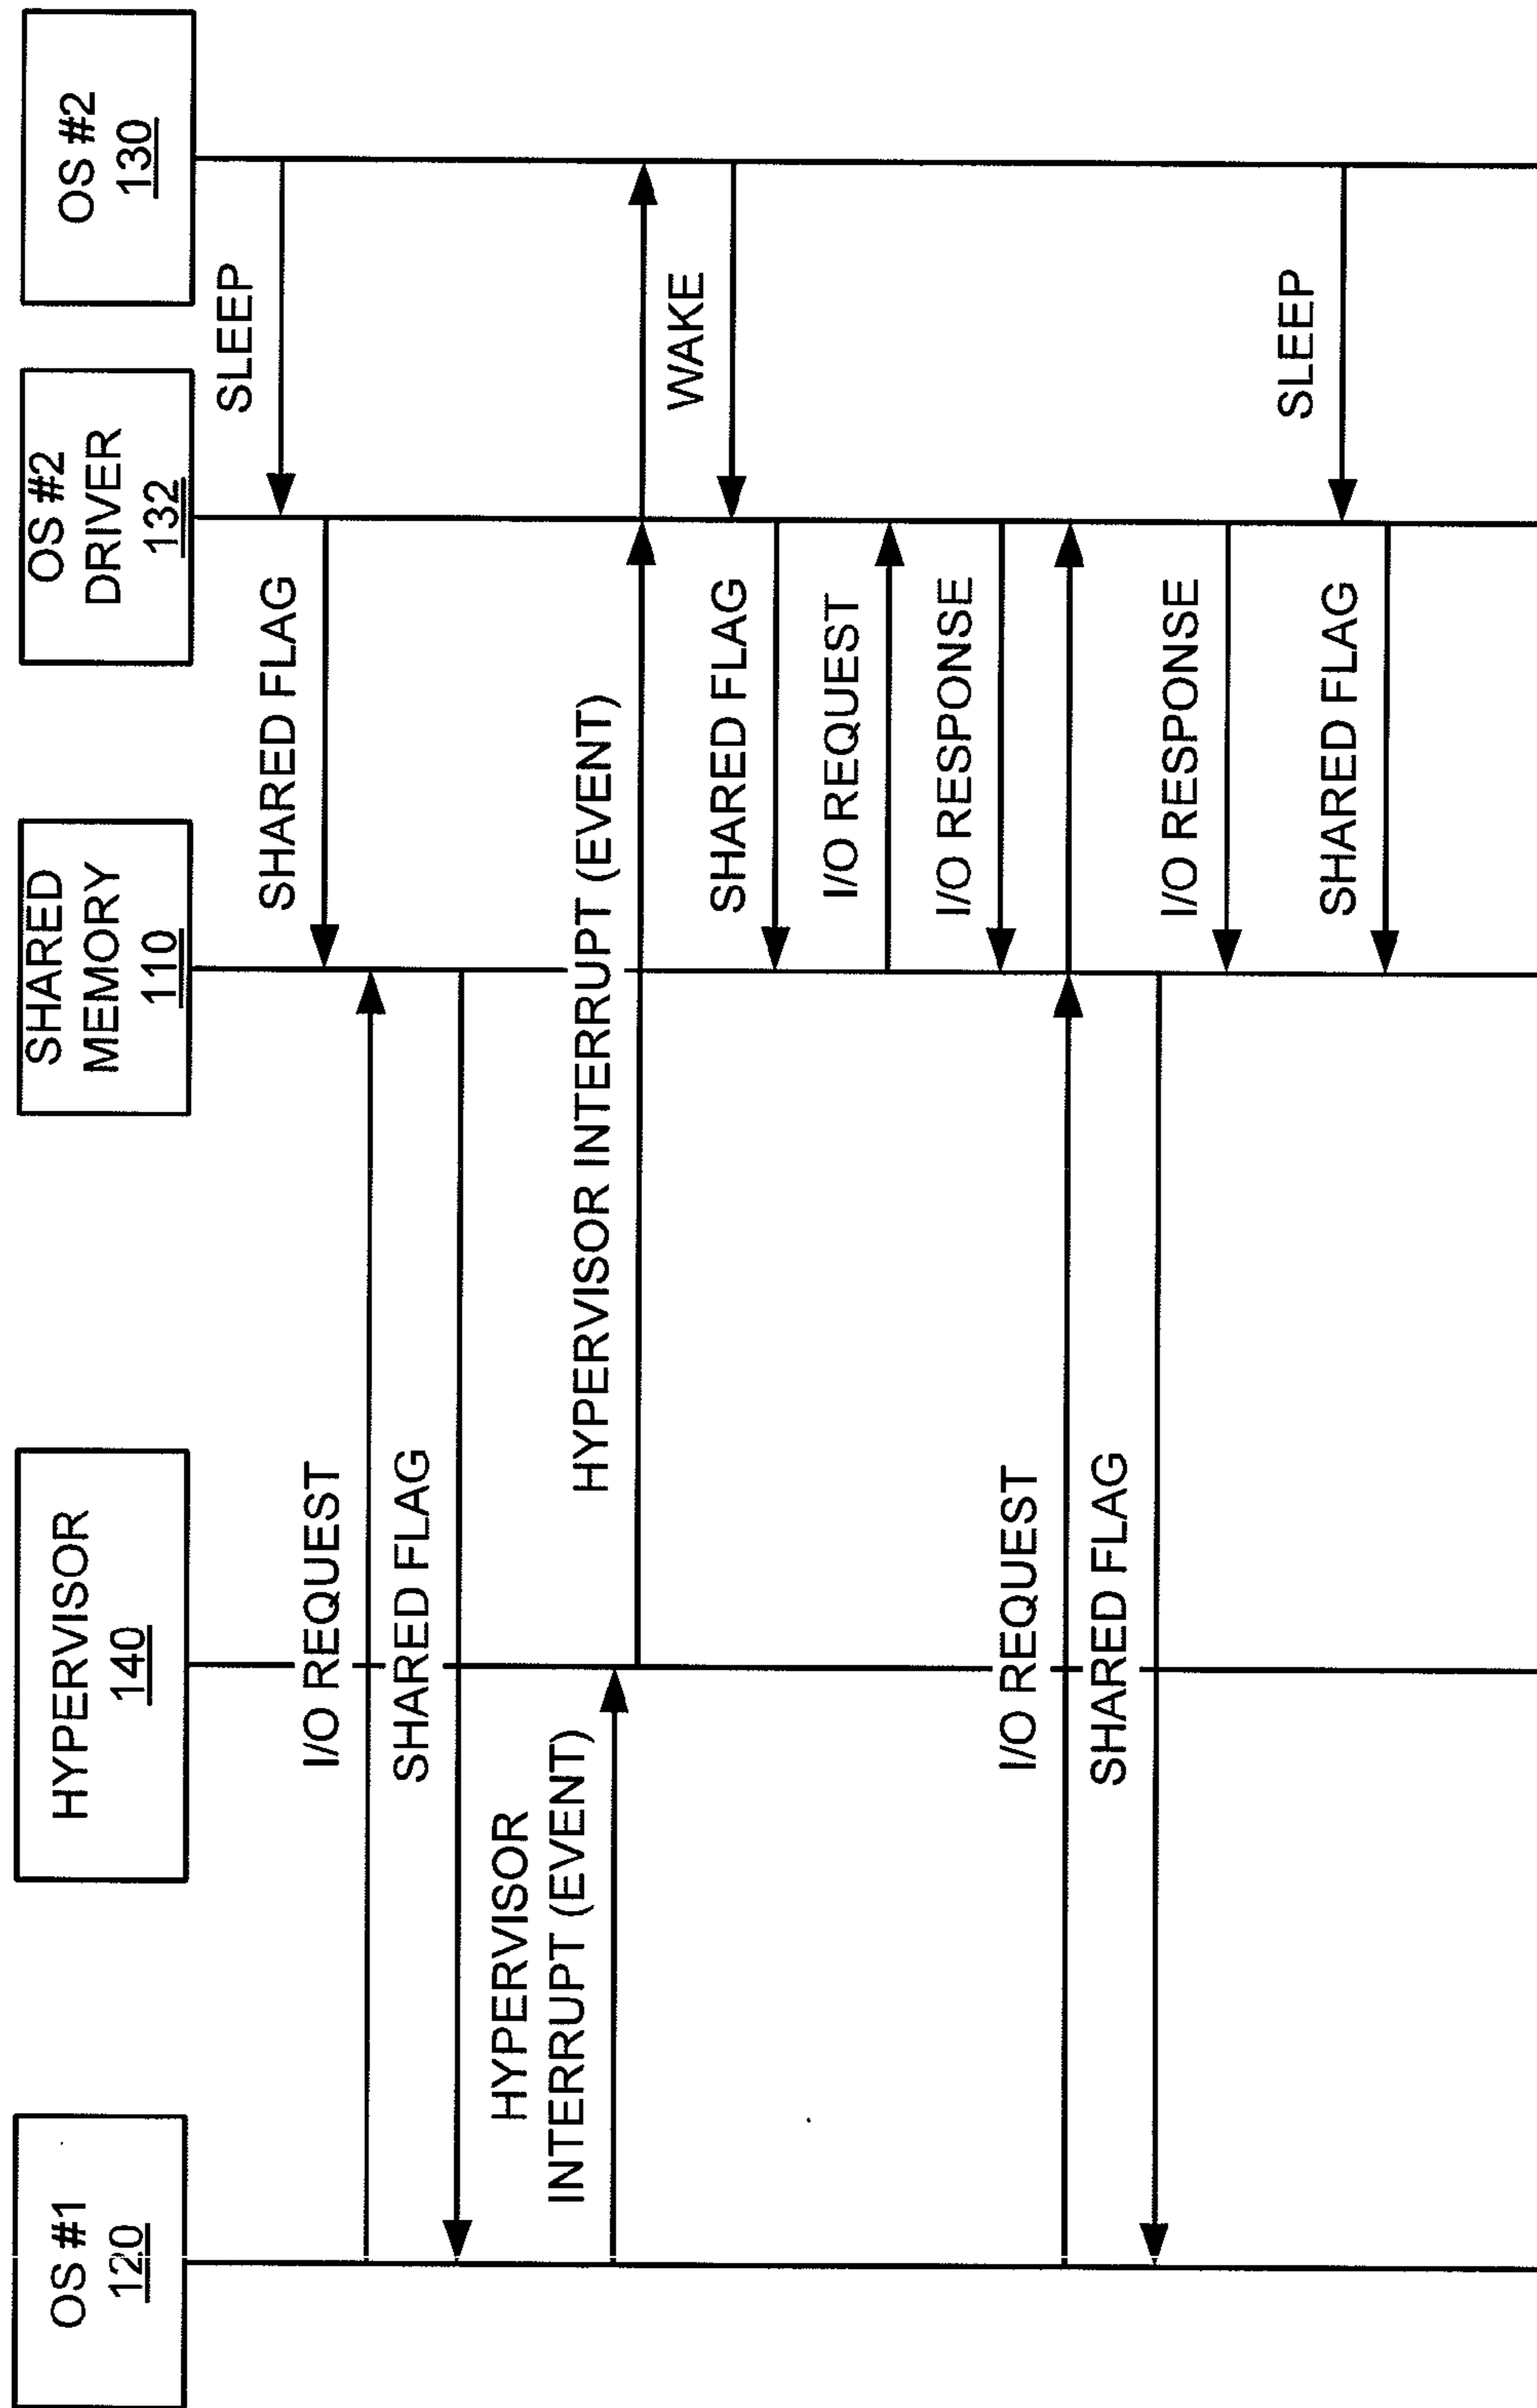 OS #1
120
HYPERVISOR
140
SHARED
MEMORY
110
OS #2
DRIVER
132
OS #2
130
SLEEP
SHARED FLAG
I/O REQUEST
SHARED FLAG
HYPERVISOR
INTERRUPT (EVENT)
HYPERVISOR INTERRUPT (EVENT)
WAKE
SHARED FLAG
I/O REQUEST
I/O RESPONSE
I/O REQUEST
SHARED FLAG
I/O RESPONSE
SLEEP
SHARED FLAG